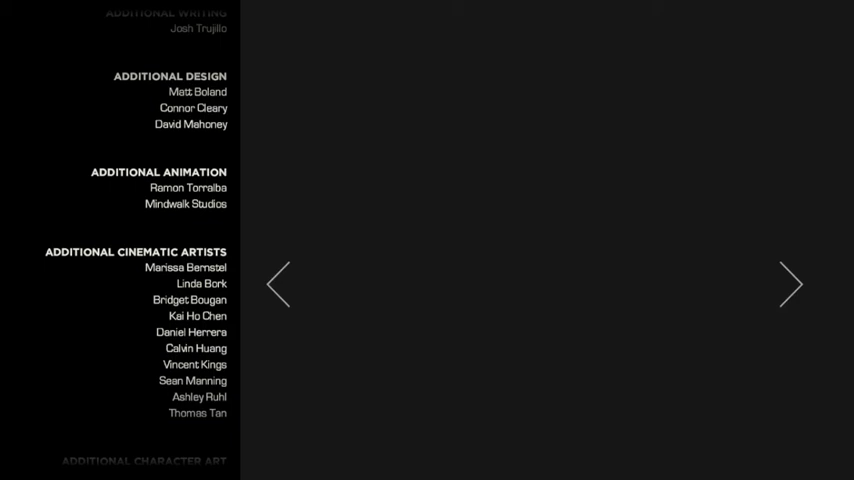 ADDITIONAL WRITING
Josh Trujillo
ADDITIONAL DESIGN
Matt Boland
Connor Cleary
David Mahoney
ADDITIONAL ANIMATION
Ramon Torralba
Mindwalk Studios
ADDITIONAL CINEMATIC ARTISTS
Marissa Bernstel
Linda Bork
Bridget Bougan
Kai Ho Chen
Daniel Herrera
Calvin Huang
Vincent Kings
Sean Manning
Ashley Ruhl
Thomas Tan
ADDITIONAL CHARACTER ART